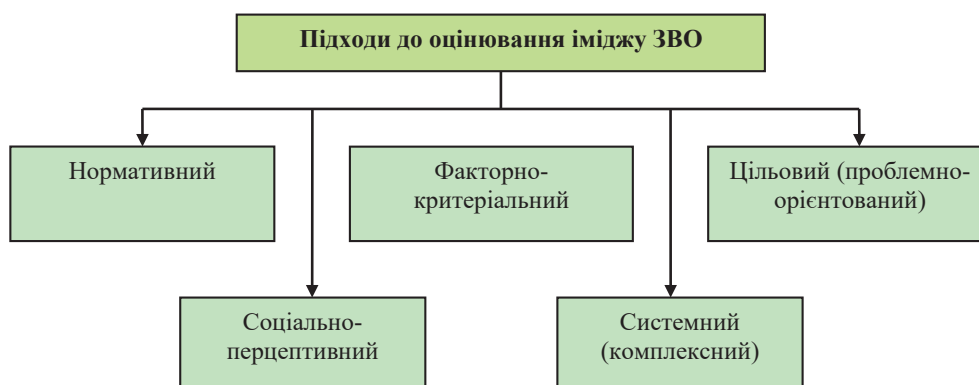 Підходи до оцінювання іміджу ЗВО
Нормативний
Факторно-
критеріальний
Цільовий (проблемно-
орієнтований)
Соціально-
перцептивний
Системний
(комплексний)